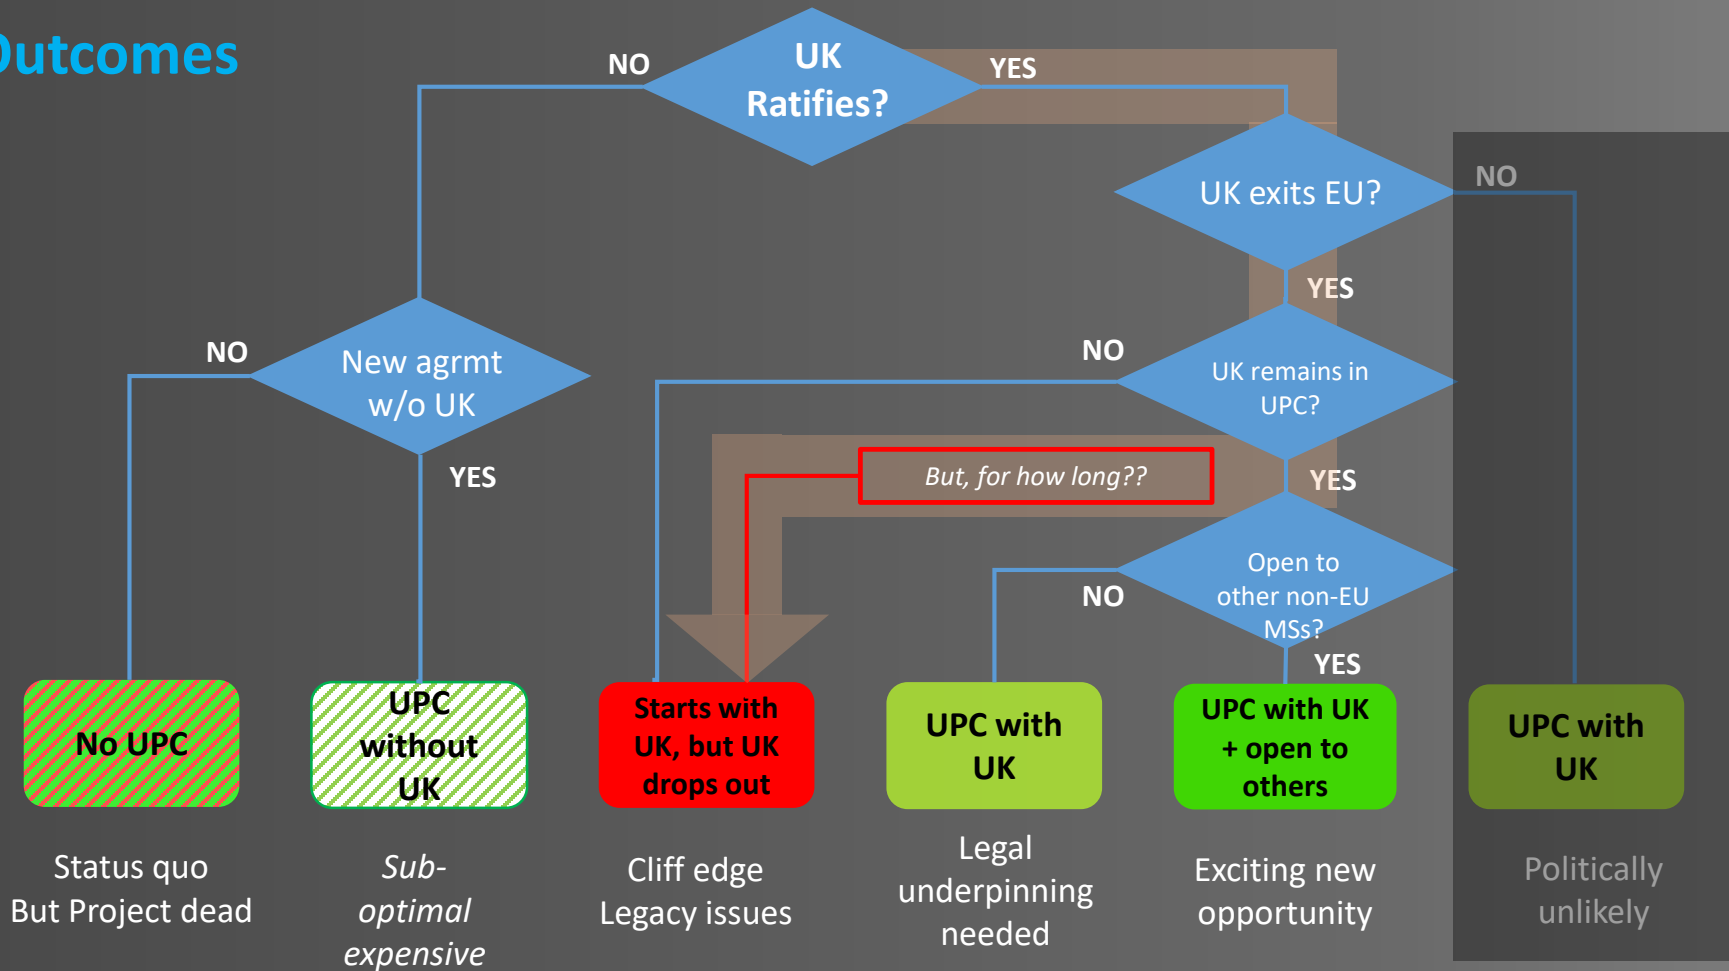 Outcomes
NO
UK
Ratifies?
YES
UK exits EU?
NO
YES
NO
New agrmt
w/o UK
YES
NO
UK remains in
UPC?
YES
But, for how long??
Open to
other non-EU
MSs?
NO
YES
No UPC
UPC
without
UK
Starts with
UK, but UK
drops out
UPC with
UK
UPC with UK
+ open to
others
UPC with
UK
Status quo
But Project dead
Sub-
optimal
expensive
Cliff edge
Legacy issues
Legal
underpinning
needed
Exciting new
opportunity
Politically
unlikely